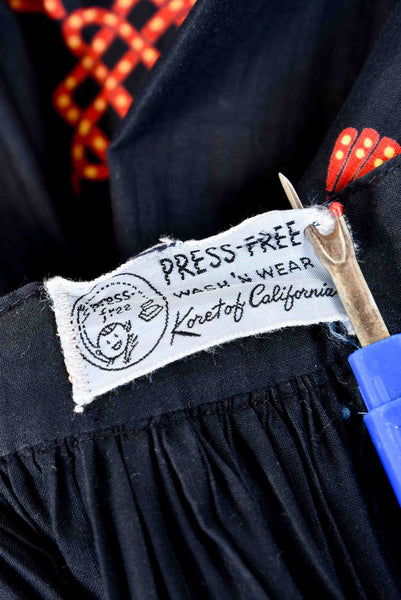 press-
free
PRESS-FREE
WASH'N WEAR
Koret of California